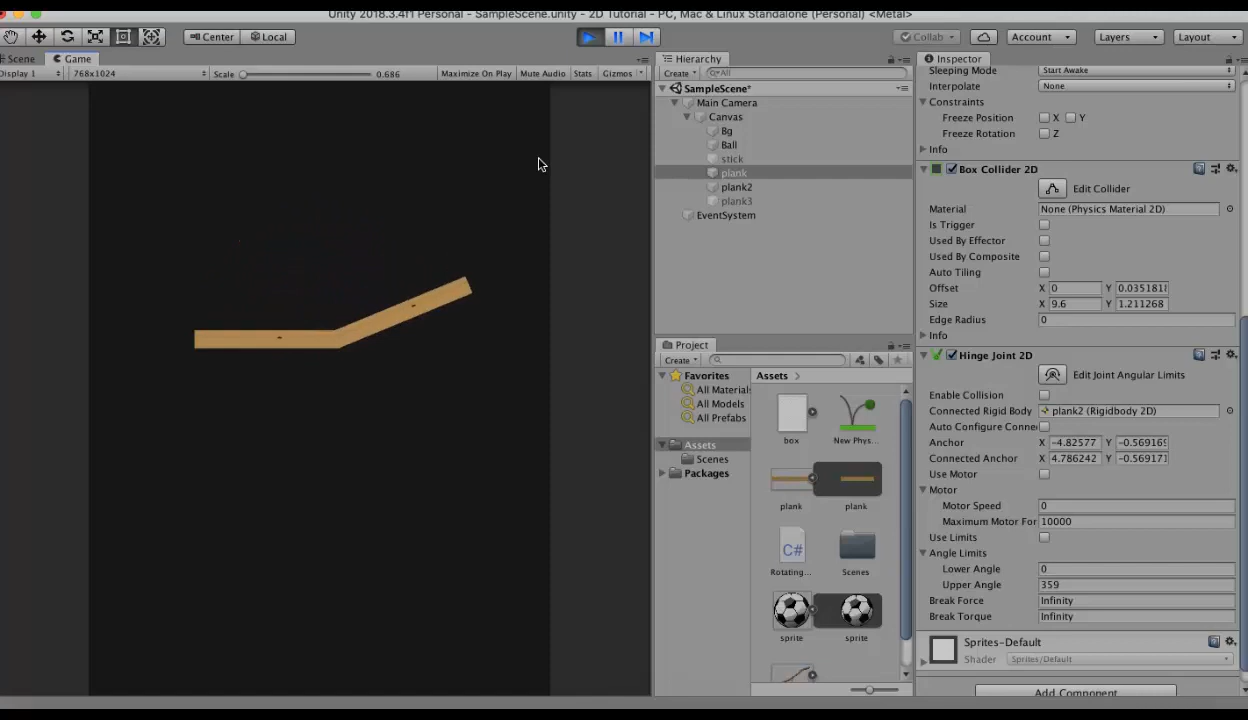 Unity 2018.3.4f1 Personal - SampleScene.unity - 2D Tutorial - PC, Mac & Linux Standalone (Personal) <Metal>
Center Local Collab Account Layers Layout
Scene Game Hierarchy Inspector
Display 1 768x1024 Scale 0.686 Maximize On Play Mute Audio Stats Gizmos
Create All
SampleScene*
Main Camera
Canvas
Bg
Ball
stick
plank
plank2
plank3
EventSystem
Project
Create
Favorites
All Material
All Models
All Prefabs
Assets
Scenes
Packages
Assets
box New Phys...
plank plank
C#
Rotating... Scenes
sprite sprite
Sleeping Mode Start Awake
Interpolate None
Constraints
Freeze Position X Y
Freeze Rotation Z
Info
Box Collider 2D
Edit Collider
Material None (Physics Material 2D)
Is Trigger
Used By Effector
Used By Composite
Auto Tiling
Offset X 0 Y 0.0351818
Size X 9.6 Y 1.211268
Edge Radius 0
Info
Hinge Joint 2D
Edit Joint Angular Limits
Enable Collision
Connected Rigid Body plank2 (Rigidbody 2D)
Auto Configure Conne
Anchor X -4.82577 Y -0.569169
Connected Anchor X 4.786242 Y -0.569171
Use Motor
Motor
Motor Speed 0
Maximum Motor For 10000
Use Limits
Angle Limits
Lower Angle 0
Upper Angle 359
Break Force Infinity
Break Torque Infinity
Sprites-Default
Shader Sprites/Default
Add Component